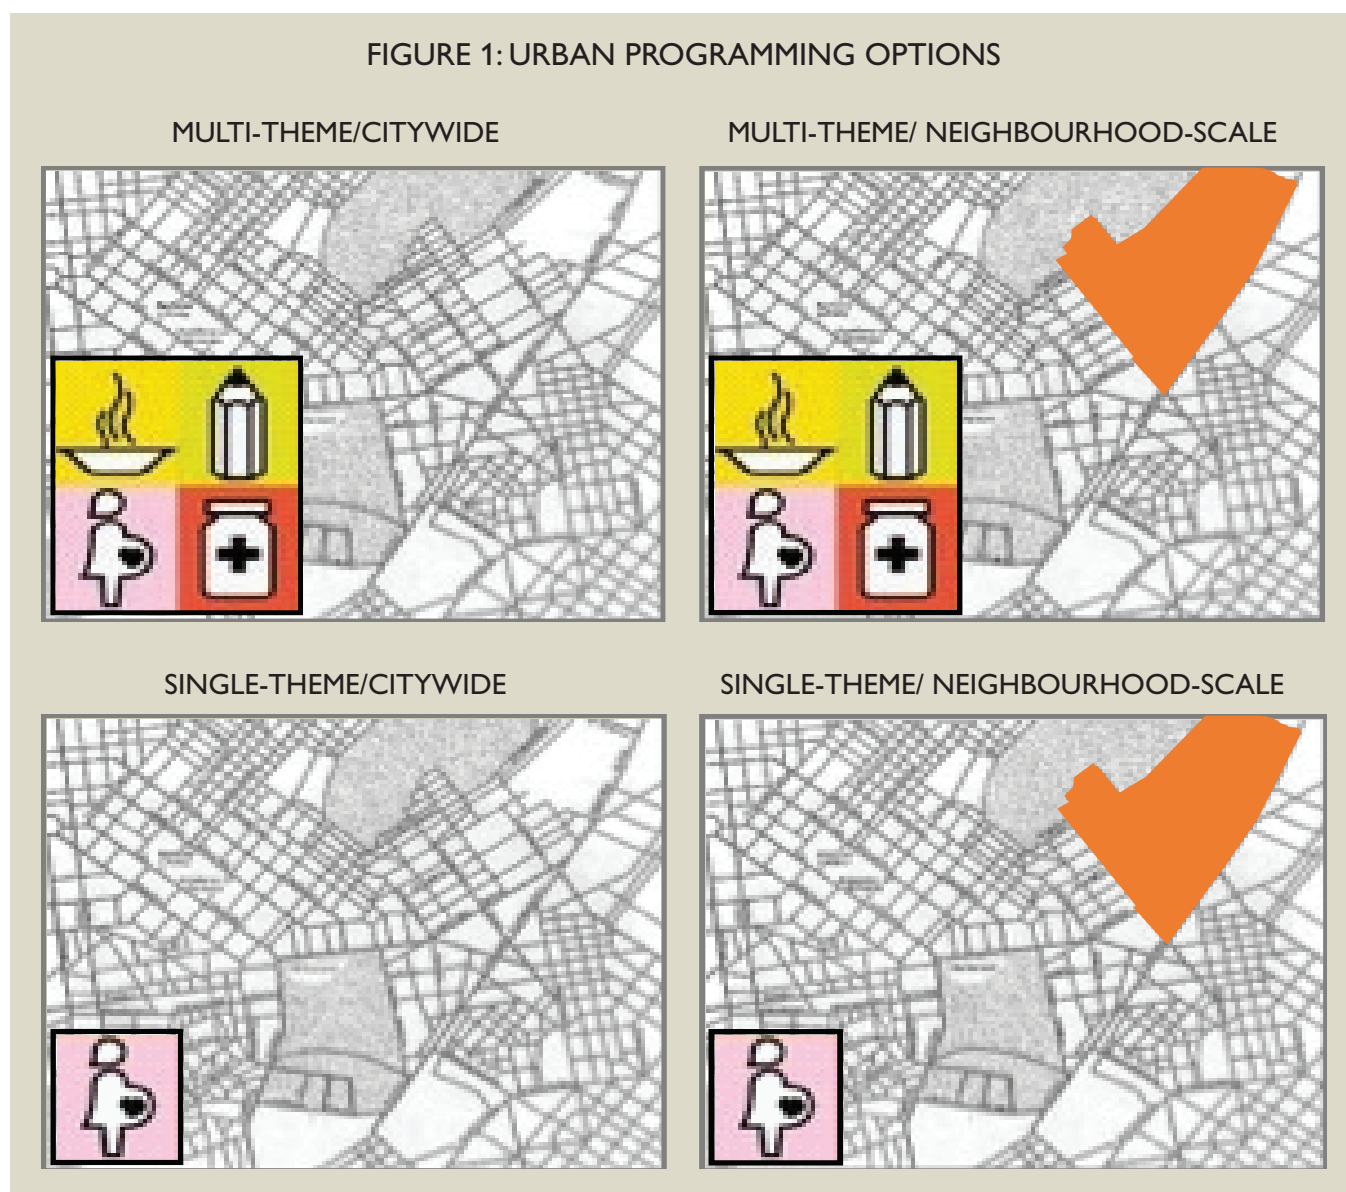 FIGURE 1: URBAN PROGRAMMING OPTIONS
MULTI-THEME/CITYWIDE
MULTI-THEME/ NEIGHBOURHOOD-SCALE
SINGLE-THEME/CITYWIDE
SINGLE-THEME/ NEIGHBOURHOOD-SCALE